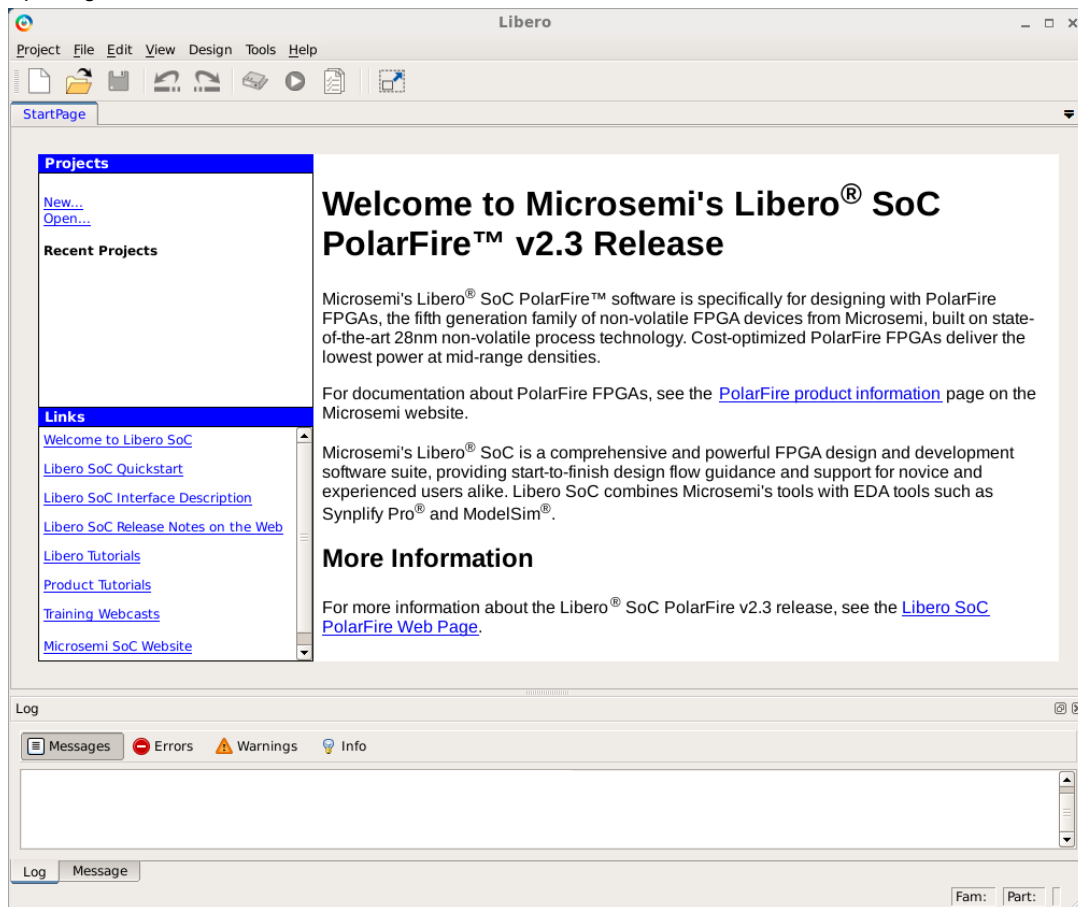 Libero
Project File Edit View Design Tools Help
StartPage
Projects
New...
Open...
Recent Projects
Links
Welcome to Libero SoC
Libero SoC Quickstart
Libero SoC Interface Description
Libero SoC Release Notes on the Web
Libero Tutorials
Product Tutorials
Training Webcasts
Microsemi SoC Website
Welcome to Microsemi's Libero® SoC
PolarFire™ v2.3 Release
Microsemi's Libero® SoC PolarFire™ software is specifically for designing with PolarFire
FPGAs, the fifth generation family of non-volatile FPGA devices from Microsemi, built on state-
of-the-art 28nm non-volatile process technology. Cost-optimized PolarFire FPGAs deliver the
lowest power at mid-range densities.
For documentation about PolarFire FPGAs, see the PolarFire product information page on the
Microsemi website.
Microsemi's Libero® SoC is a comprehensive and powerful FPGA design and development
software suite, providing start-to-finish design flow guidance and support for novice and
experienced users alike. Libero SoC combines Microsemi's tools with EDA tools such as
Synplify Pro® and ModelSim®.
More Information
For more information about the Libero® SoC PolarFire v2.3 release, see the Libero SoC
PolarFire Web Page.
Log
Messages Errors Warnings Info
Log Message
Fam: Part: